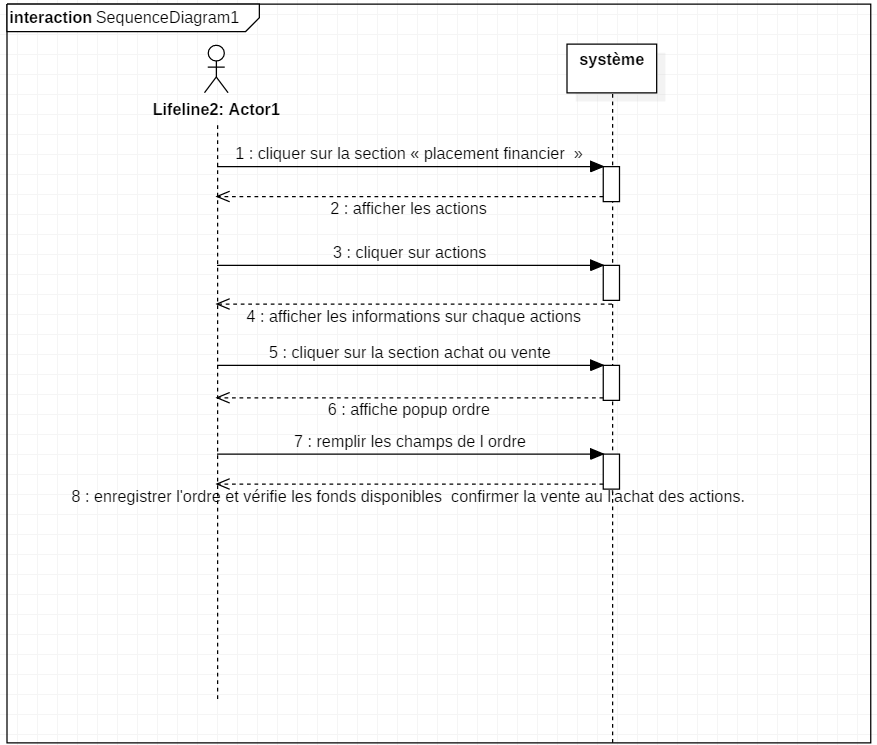 interaction SequenceDiagram1
système
Lifeline2: Actor1
1 : cliquer sur la section « placement financier  »
2 : afficher les actions
3 : cliquer sur actions
4 : afficher les informations sur chaque actions
5 : cliquer sur la section achat ou vente
6 : affiche popup ordre
7 : remplir les champs de l ordre
8 : enregistrer l'ordre et vérifie les fonds disponibles  confirmer la vente au l'achat des actions.